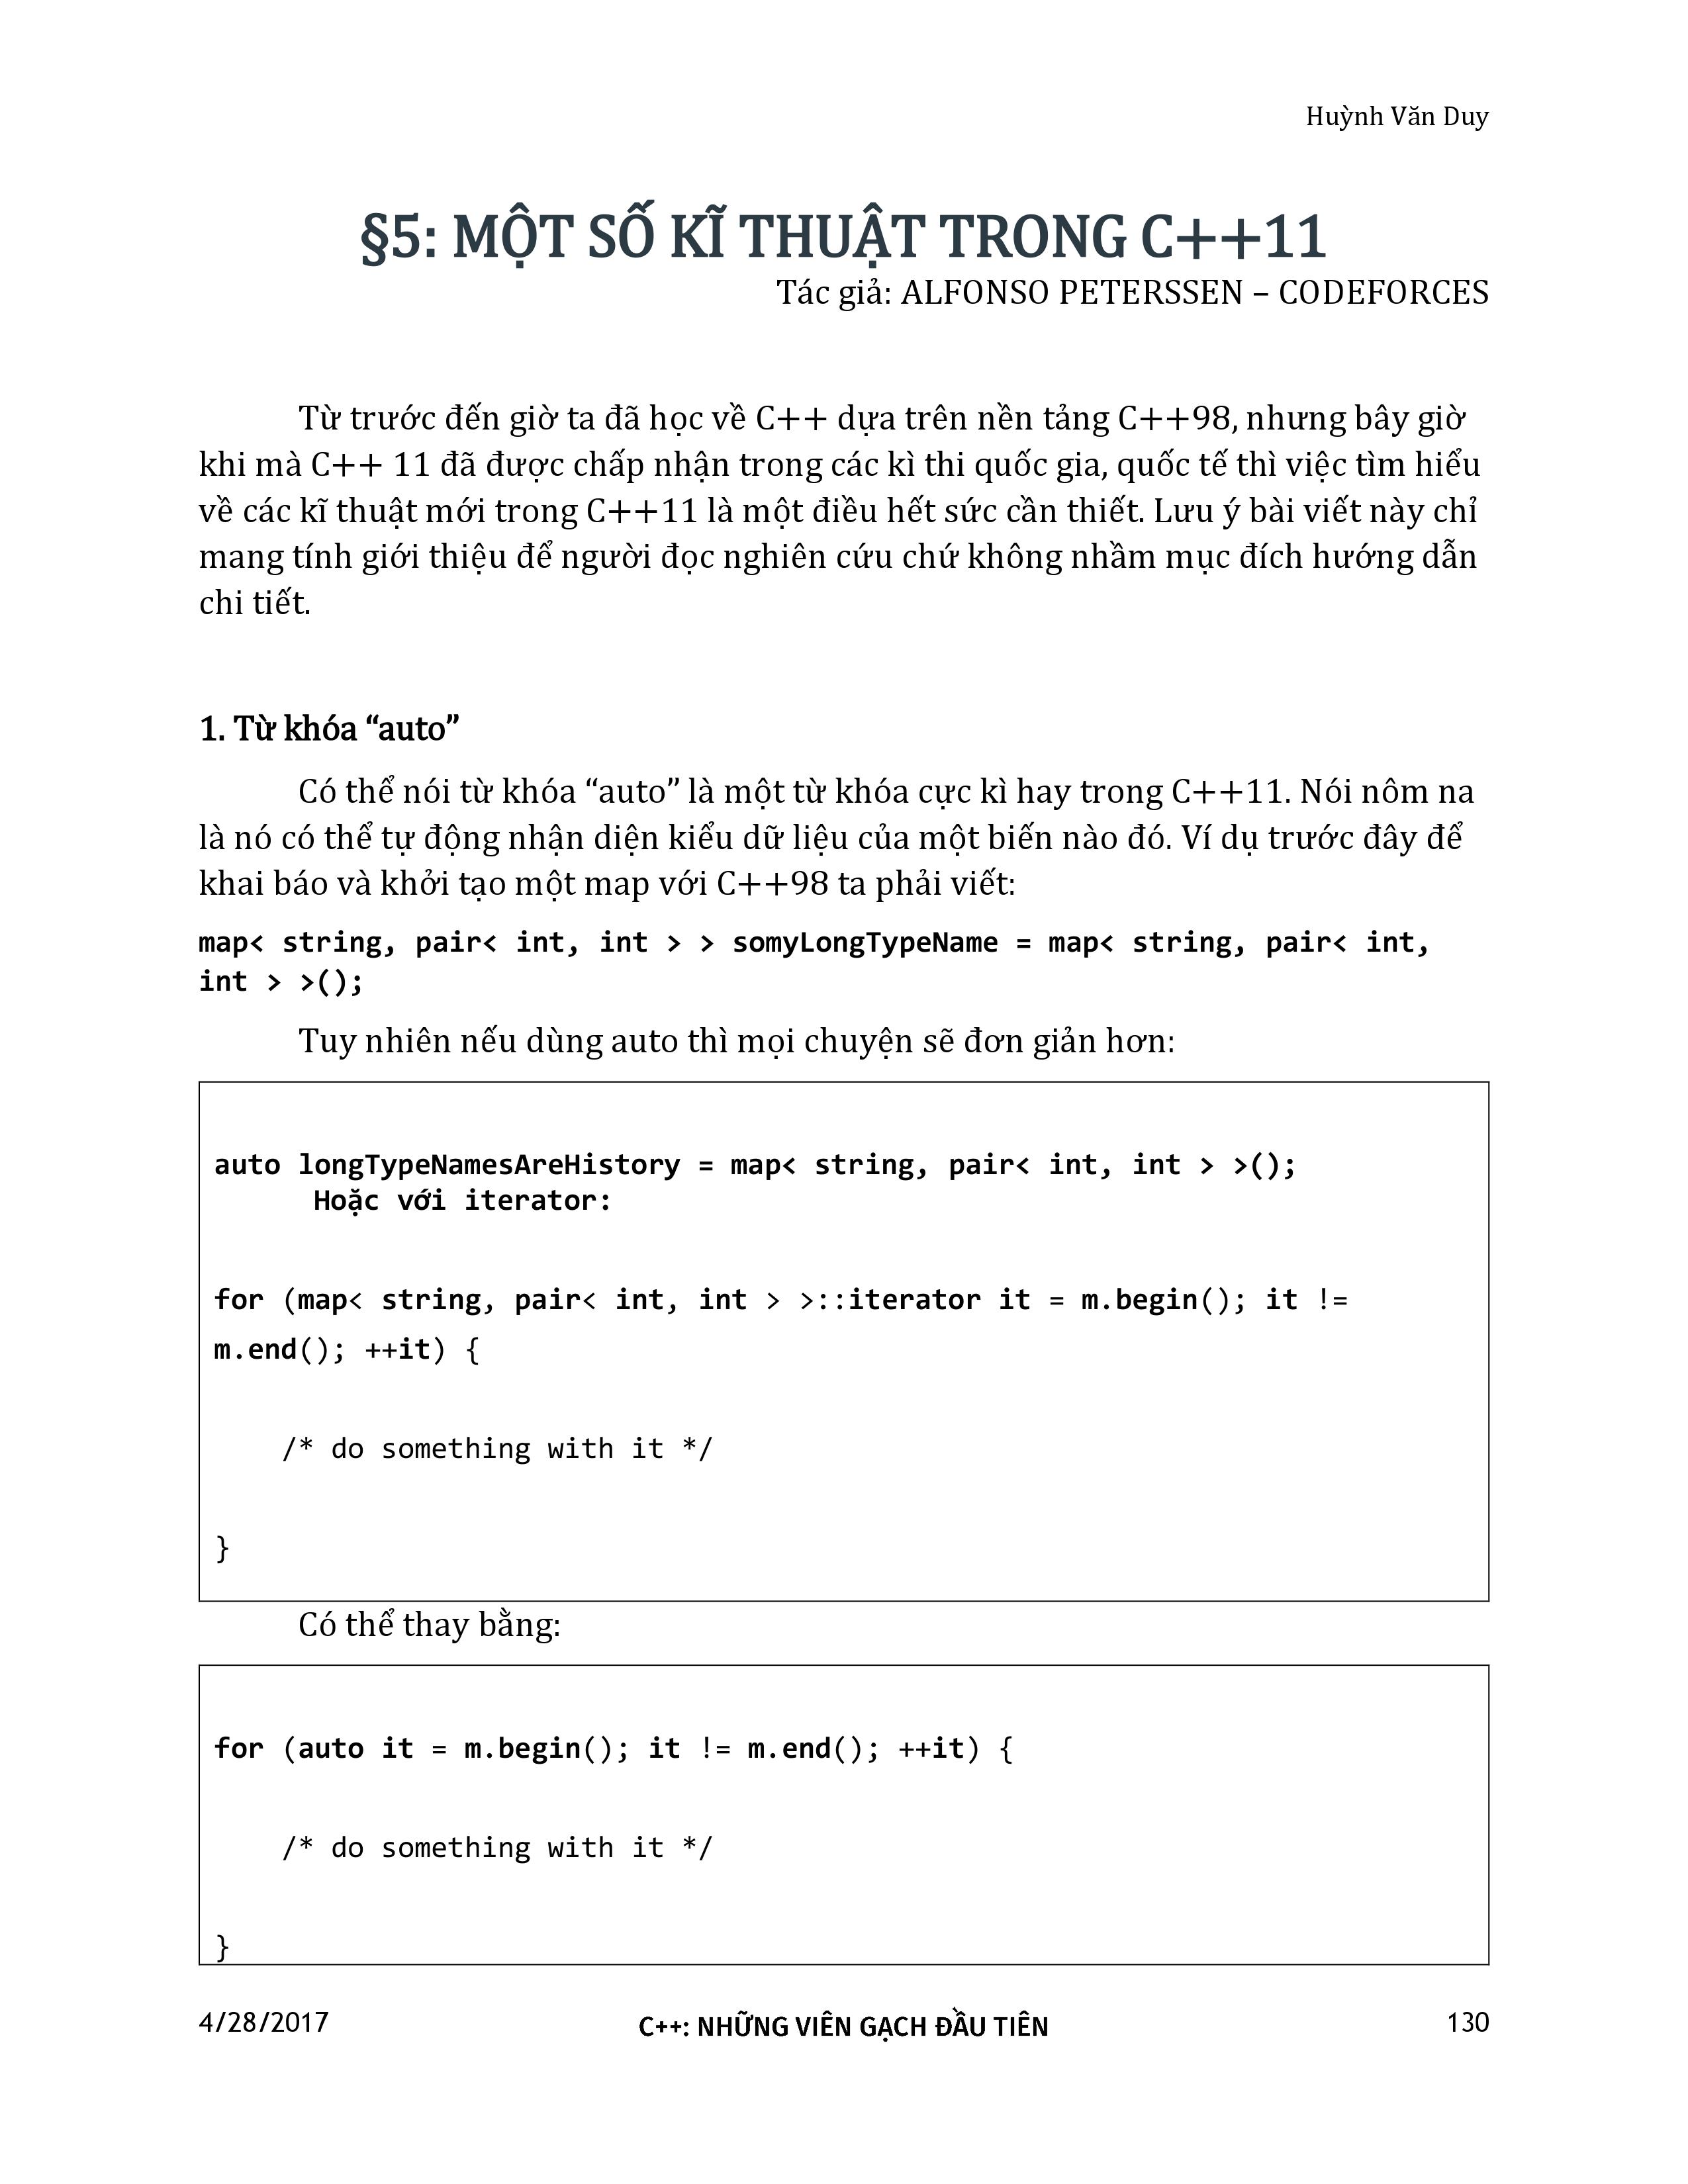 Huỳnh Văn Duy
§5: MỘT SỐ KĨ THUẬT TRONG C++11
Tác giả: ALFONSO PETERSSEN – CODEFORCES
Từ trước đến giờ ta đã học về C++ dựa trên nền tảng C++98, nhưng bây giờ
khi mà C++ 11 đã được chấp nhận trong các kì thi quốc gia, quốc tế thì việc tìm hiểu
về các kĩ thuật mới trong C++11 là một điều hết sức cần thiết. Lưu ý bài viết này chỉ
mang tính giới thiệu để người đọc nghiên cứu chứ không nhầm mục đích hướng dẫn
chi tiết.
1. Từ khóa “auto”
Có thể nói từ khóa “auto” là một từ khóa cực kì hay trong C++11. Nói nôm na
là nó có thể tự động nhận diện kiểu dữ liệu của một biến nào đó. Ví dụ trước đây để
khai báo và khởi tạo một map với C++98 ta phải viết:
map< string, pair< int, int > > somyLongTypeName = map< string, pair< int,
int > >();
Tuy nhiên nếu dùng auto thì mọi chuyện sẽ đơn giản hơn:
auto longTypeNamesAreHistory = map< string, pair< int, int > >();
Hoặc với iterator:
for (map< string, pair< int, int > >::iterator it = m.begin(); it !=
m.end(); ++it) {
/* do something with it */
}
Có thể thay bằng:
for (auto it = m.begin(); it != m.end(); ++it) {
/* do something with it */
}
4/28/2017
C++: NHỮNG VIÊN GẠCH ĐẦU TIÊN
130